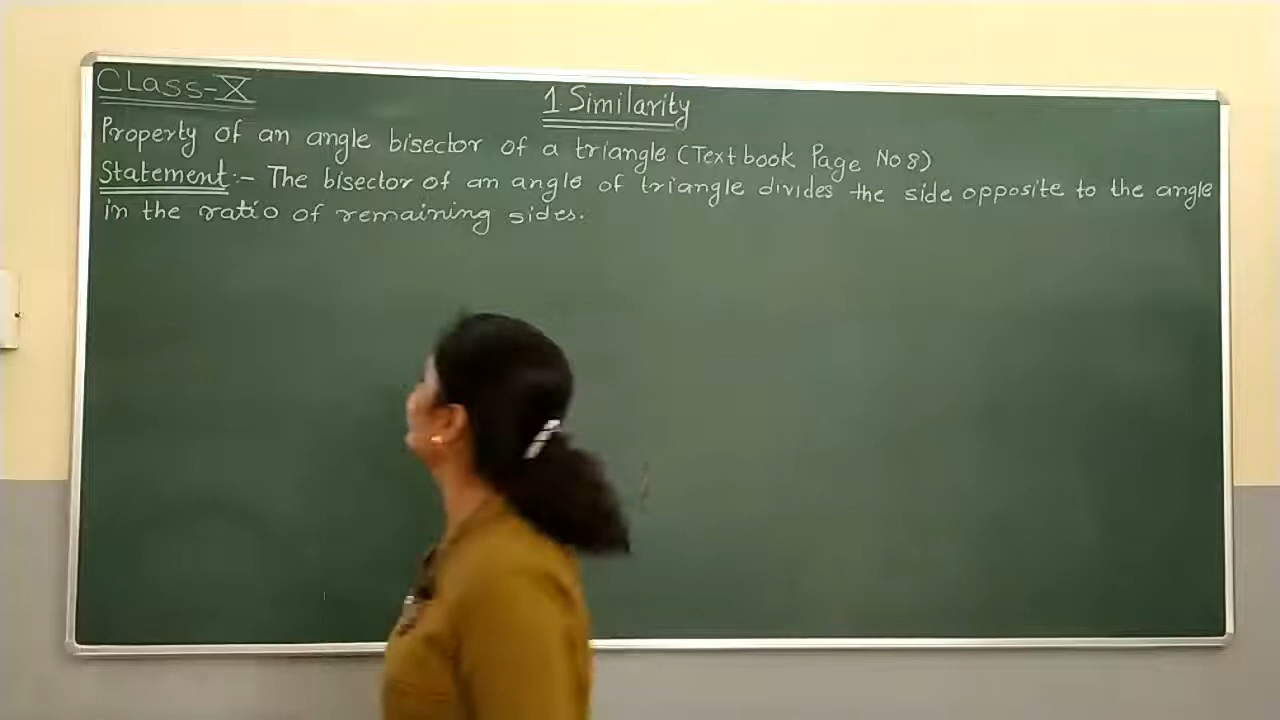 CLASS-X
1 Similarity
Property of an angle bisector of a triangle (Text book Page No 8)
Statement:- The bisector of an angle of triangle divides the side opposite to the angle
in the ratio of remaining sides.